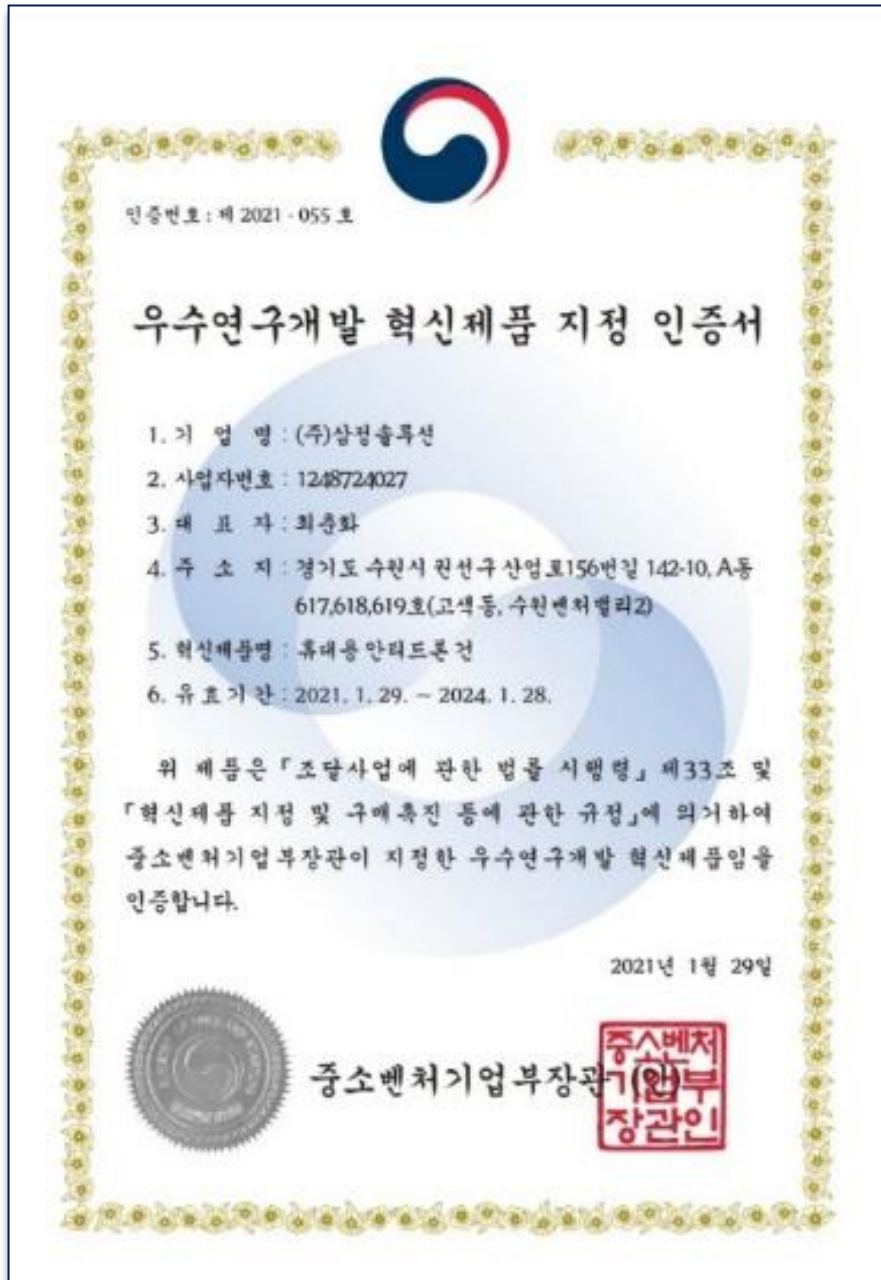 인증번호 : 제 2021 - 055 호
우수연구개발 혁신제품 지정 인증서
1. 기 업 명 : (주)삼정솔루션
2. 사업자번호 : 1248724027
3. 대 표 자 : 최춘화
4. 주 소 지 : 경기도 수원시 권선구 산업로156번길 142-10, A동
617,618,619호(고색동, 수원벤처밸리2)
5. 혁신제품명 : 휴대용 안티드론 건
6. 유효기간 : 2021. 1. 29. ~ 2024. 1. 28.
위 제품은 「조달사업에 관한 법률 시행령」 제33조 및
「혁신제품 지정 및 구매촉진 등에 관한 규정」에 의거하여
중소벤처기업부장관이 지정한 우수연구개발 혁신제품임을
인증합니다.
2021년 1월 29일
중소벤처기업부장관 (인)
중소벤처
기업부
장관인